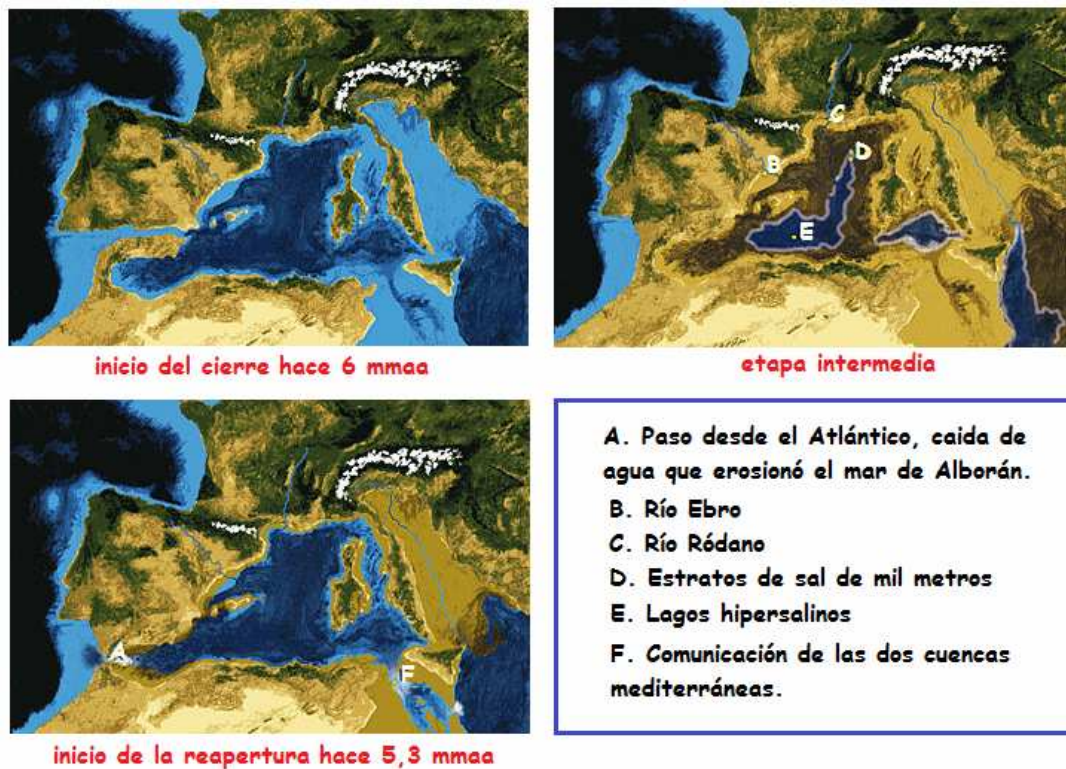 B
C
D
E
inicio del cierre hace 6 mmaa
etapa intermedia
A
F
inicio de la reapertura hace 5,3 mmaa
A. Paso desde el Atlántico, caida de
agua que erosionó el mar de Alborán.
B. Río Ebro
C. Río Ródano
D. Estratos de sal de mil metros
E. Lagos hipersalinos
F. Comunicación de las dos cuencas
mediterráneas.